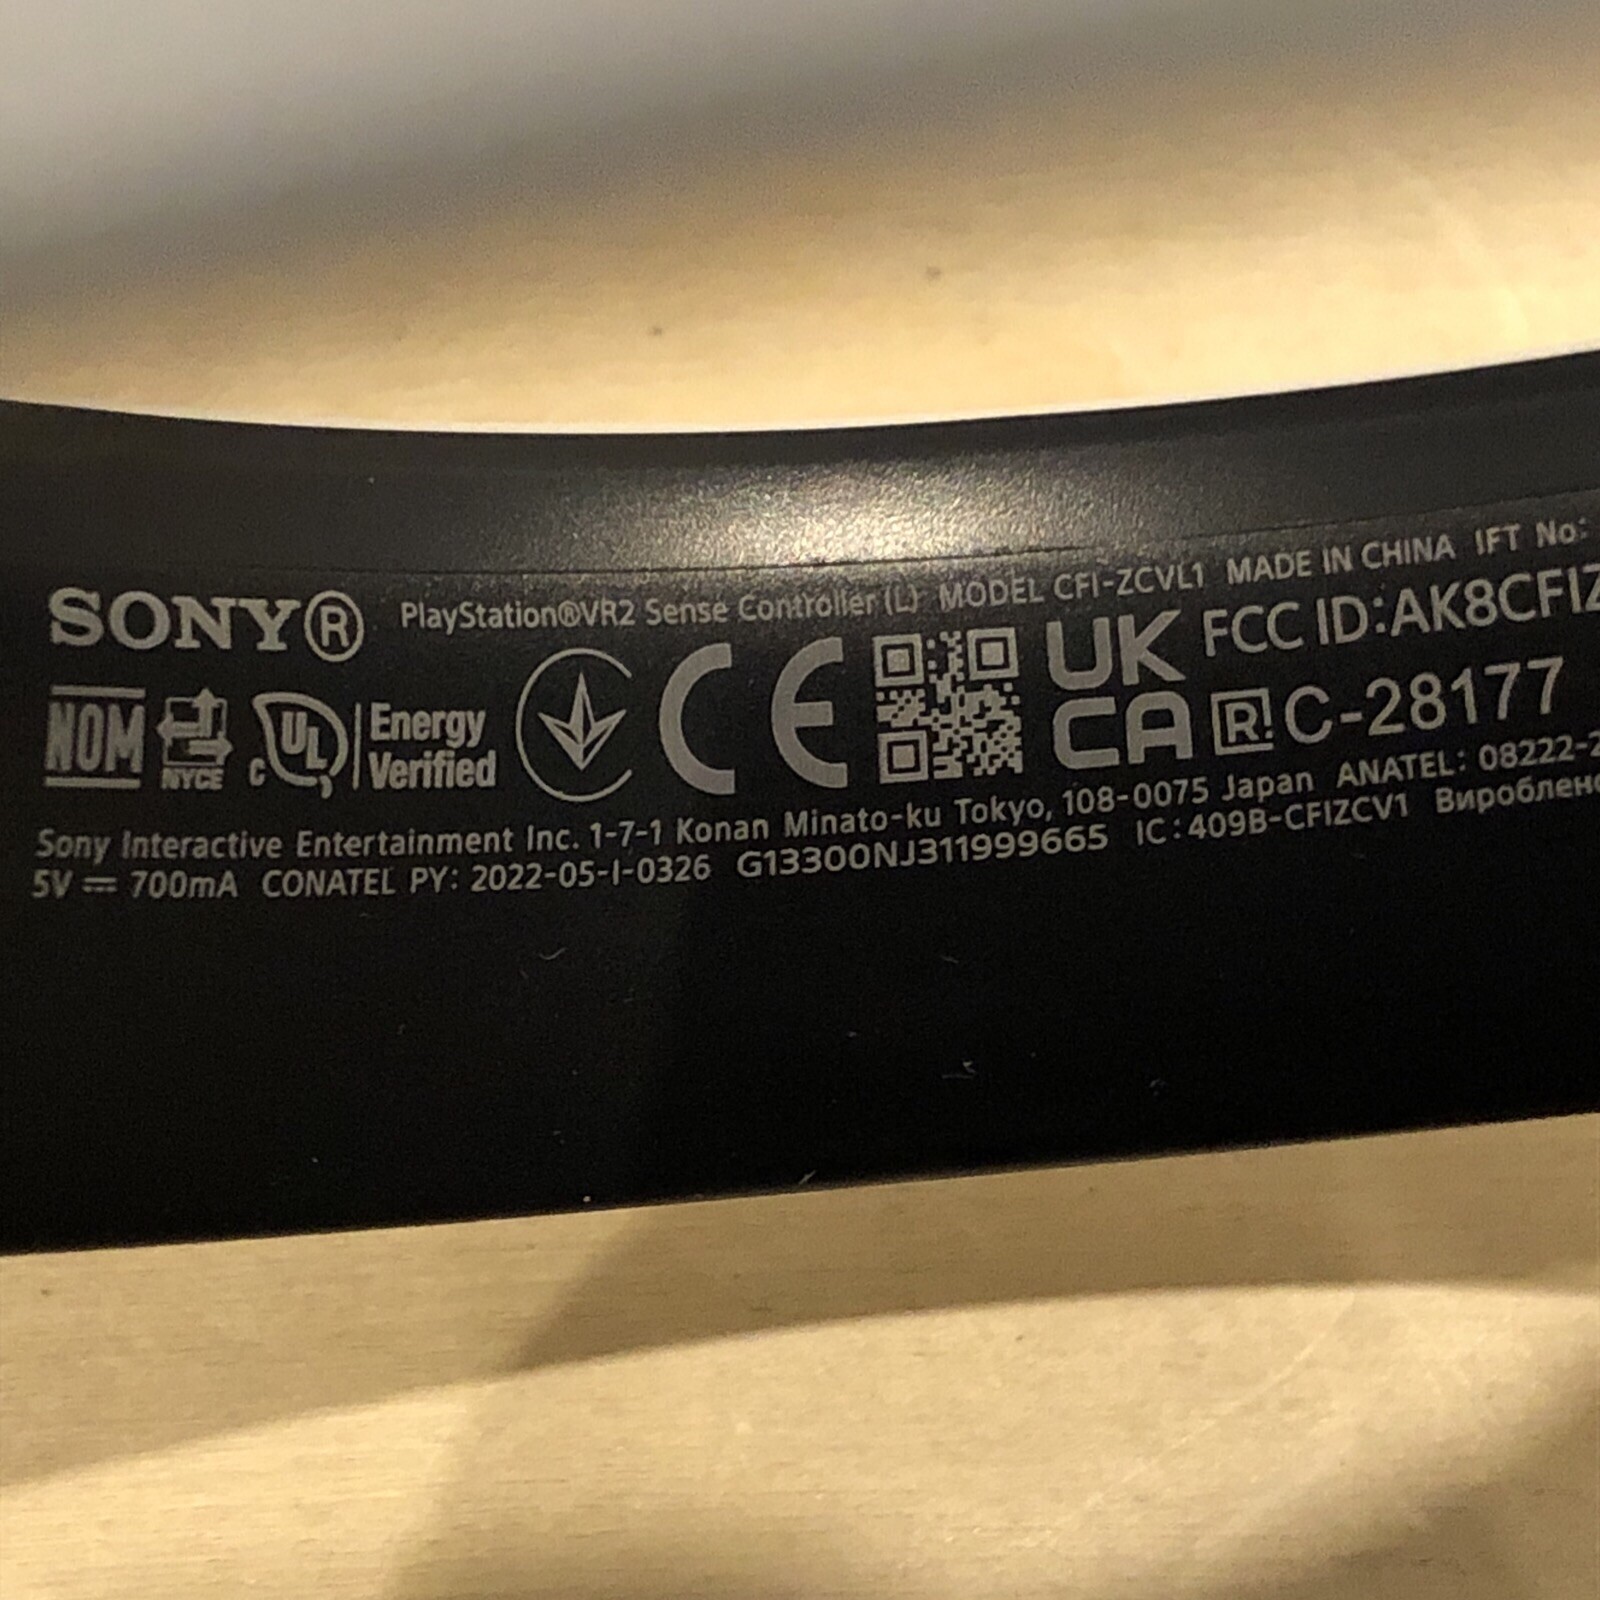 SONY® PlayStation®VR2 Sense Controller (L) MODEL CFI-ZCVL1 MADE IN CHINA IFT No:
NOM NYCE c UL Energy Verified CE UK CA FCC ID:AK8CFIZ
R! C-28177
Sony Interactive Entertainment Inc. 1-7-1 Konan Minato-ku Tokyo, 108-0075 Japan ANATEL: 08222-2
5V ⎓ 700mA CONATEL PY: 2022-05-I-0326 G13300NJ311999665 IC:409B-CFIZCV1 Вироблено